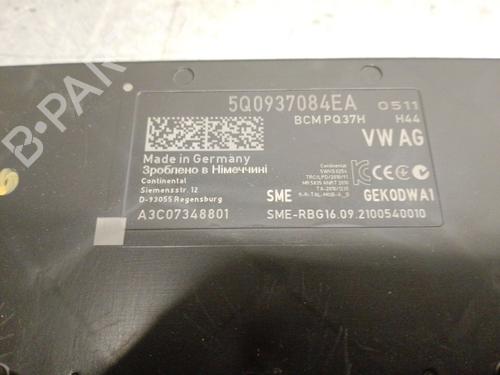 5Q0937084EA 0511
BCM PQ37H H44
VW AG
Made in Germany
Зроблено в Німеччині
Continental
Siemensstr. 12
D-93055 Regensburg
A3C07348801
SME GEKODWA1
SME-RBG16.09.2100540010
B-PARTS